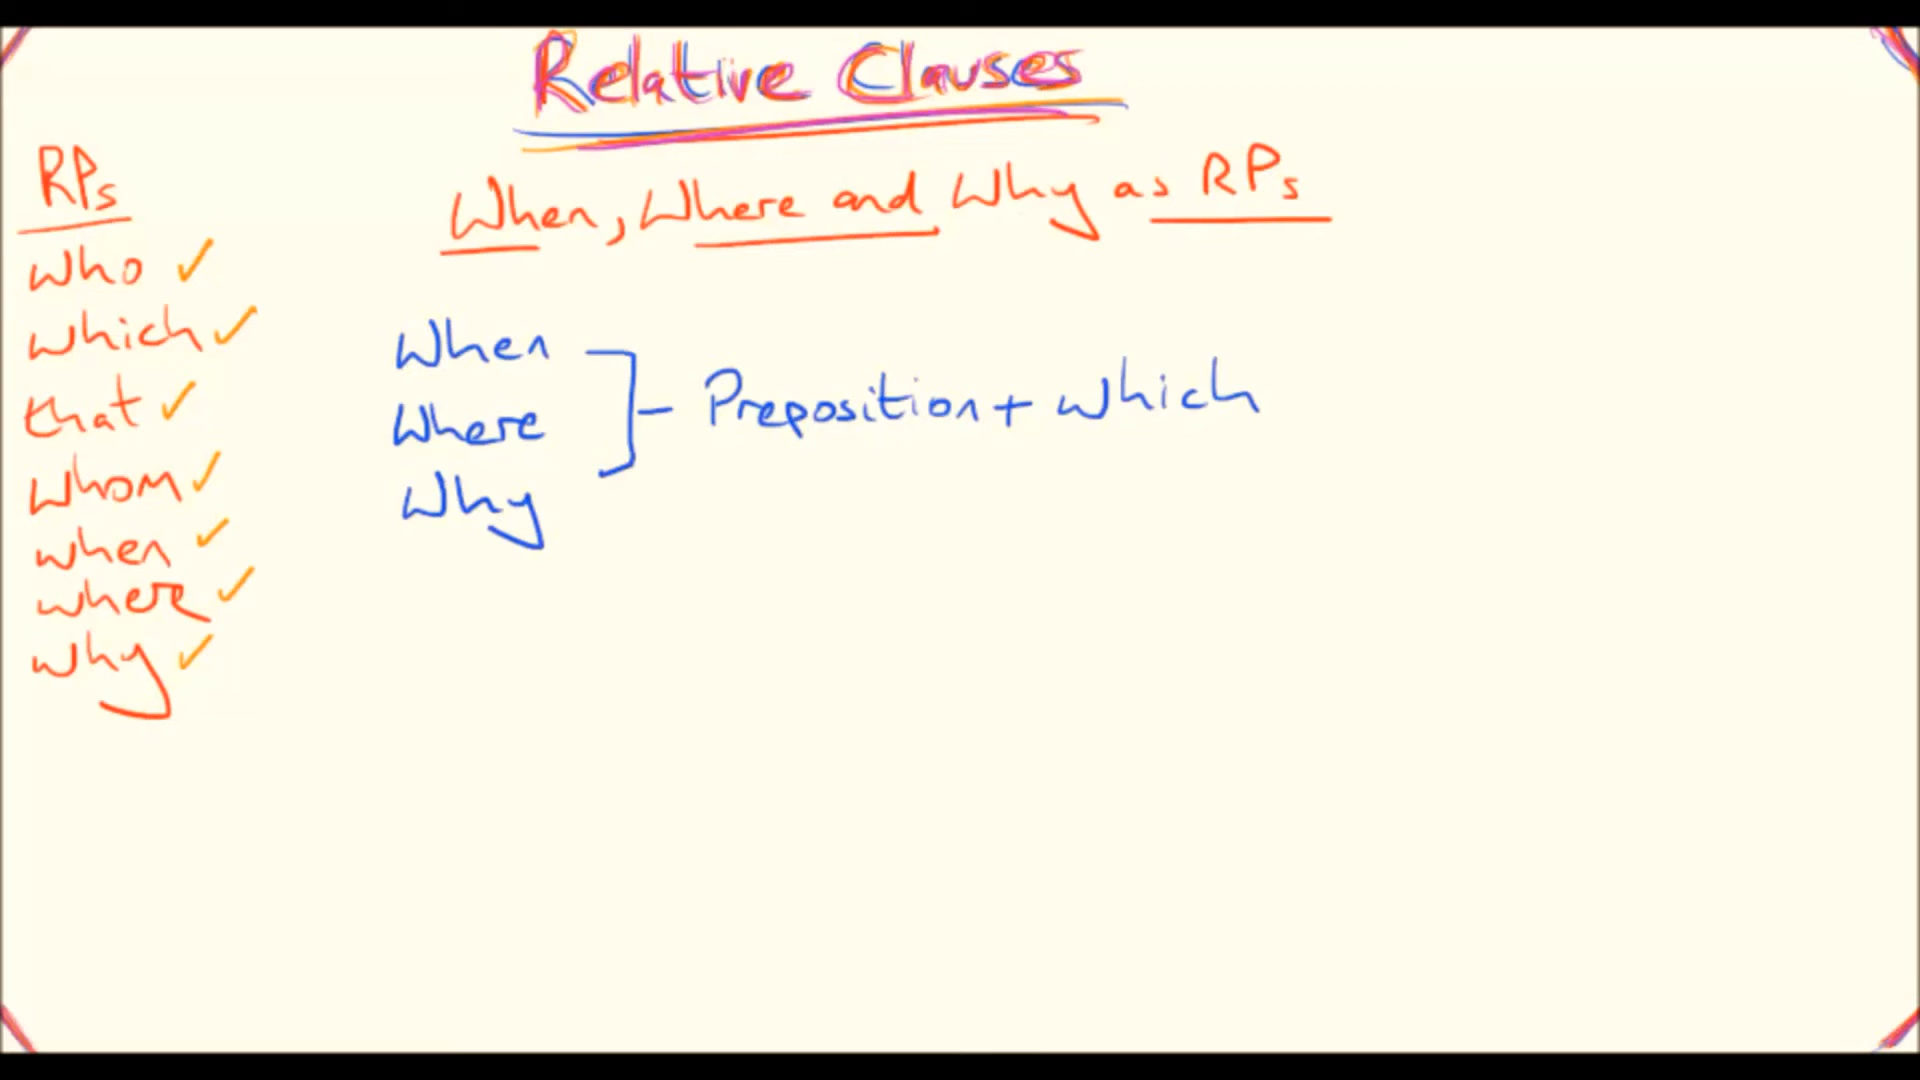 Relative Clauses
When, Where and Why as RPs
RPs
who ✓
which ✓
that ✓
whom ✓
when ✓
where ✓
why ✓
When
Where
Why
Preposition + which